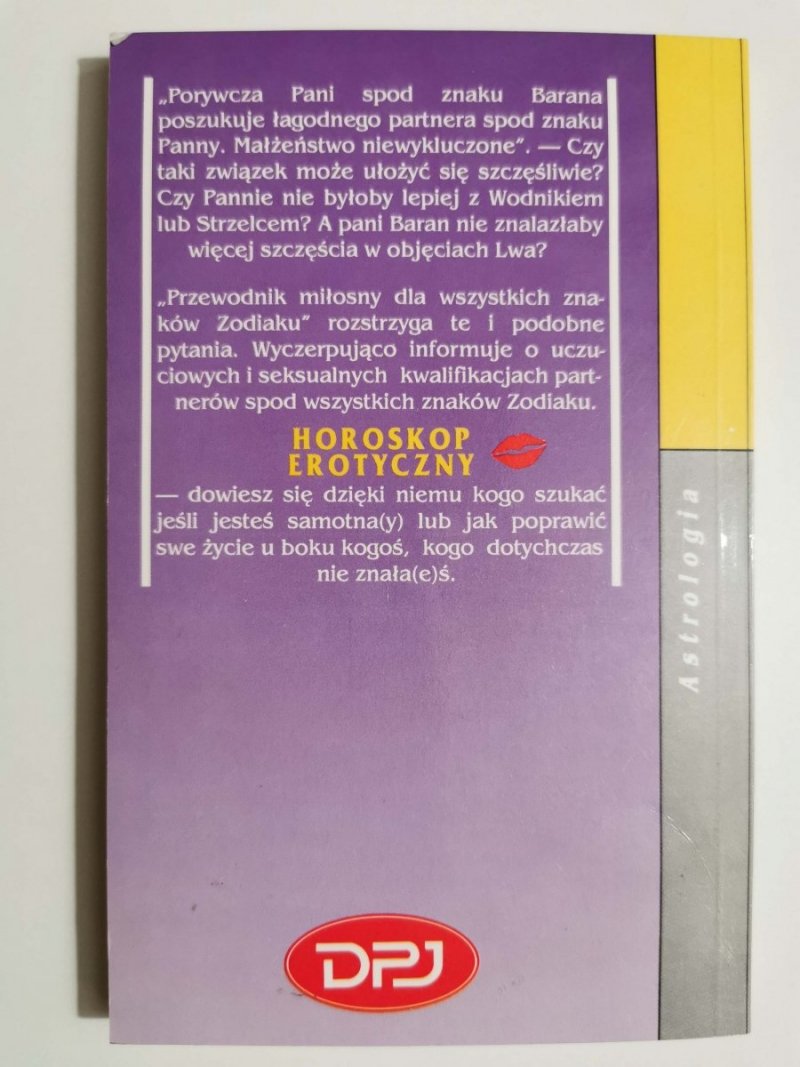 „Porywcza Pani spod znaku Barana
poszukuje łagodnego partnera spod znaku
Panny. Małżeństwo niewykluczone”. — Czy
taki związek może ułożyć się szczęśliwie?
Czy Pannie nie byłoby lepiej z Wodnikiem
lub Strzelcem? A pani Baran nie znalazłaby
więcej szczęścia w objęciach Lwa?
„Przewodnik miłosny dla wszystkich zna-
ków Zodiaku” rozstrzyga te i podobne
pytania. Wyczerpująco informuje o uczu-
ciowych i seksualnych kwalifikacjach part-
nerów spod wszystkich znaków Zodiaku.
HOROSKOP
EROTYCZNY
— dowiesz się dzięki niemu kogo szukać
jeśli jesteś samotna(y) lub jak poprawić
swe życie u boku kogoś, kogo dotychczas
nie znała(e)ś.
Astrologia
DPJ